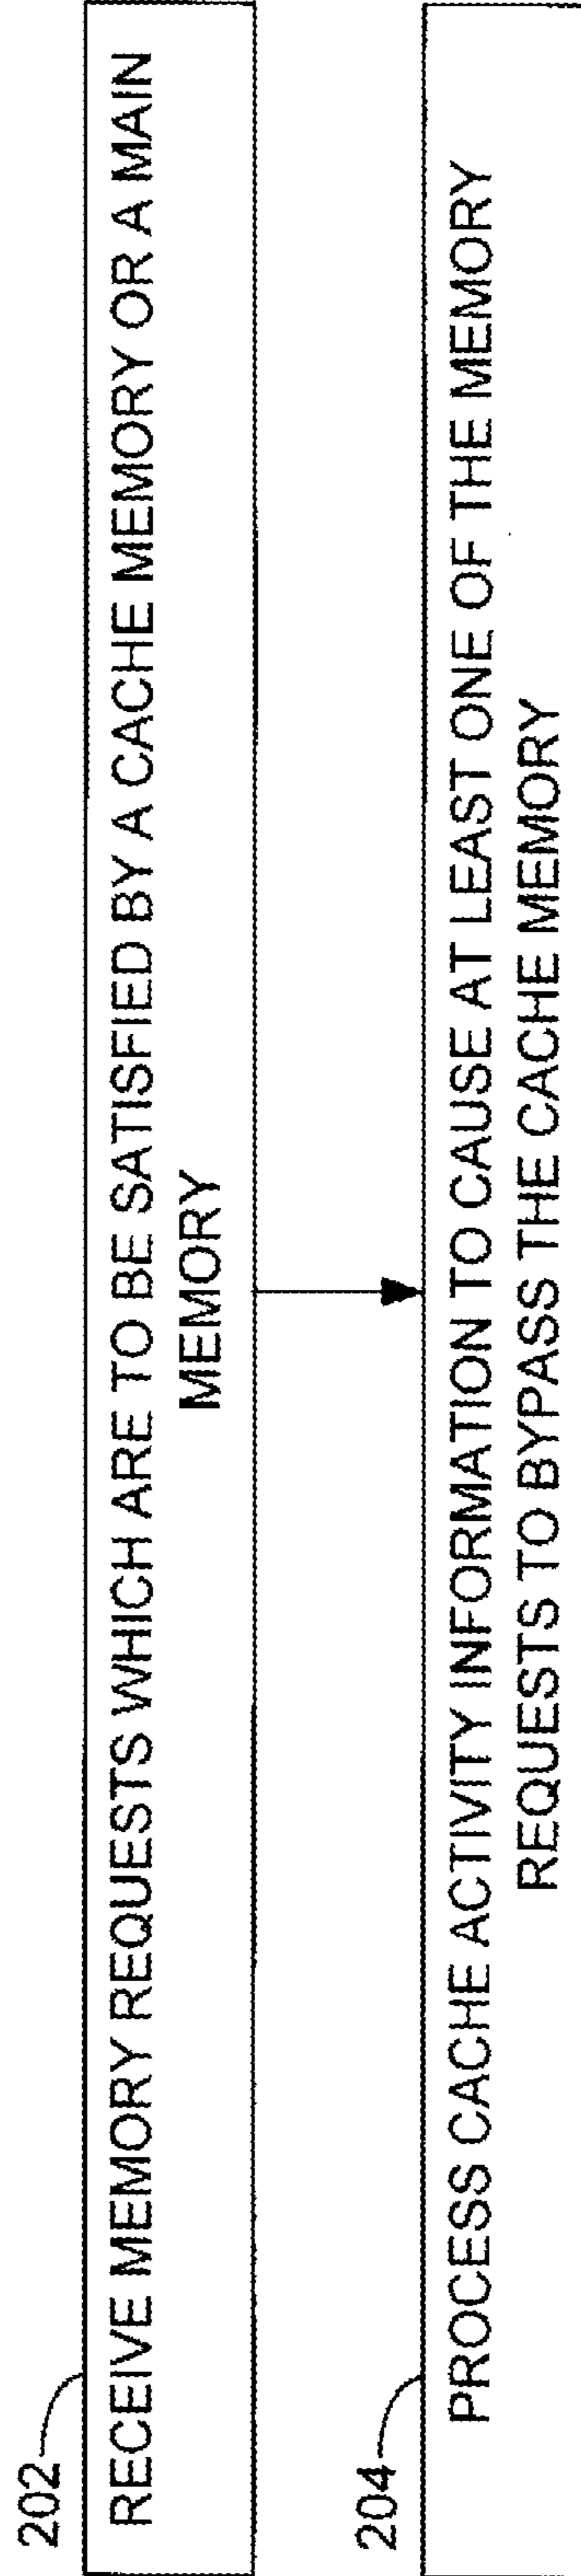 202
RECEIVE MEMORY REQUESTS WHICH ARE TO BE SATISFIED BY A CACHE MEMORY OR A MAIN
MEMORY
204
PROCESS CACHE ACTIVITY INFORMATION TO CAUSE AT LEAST ONE OF THE MEMORY
REQUESTS TO BYPASS THE CACHE MEMORY